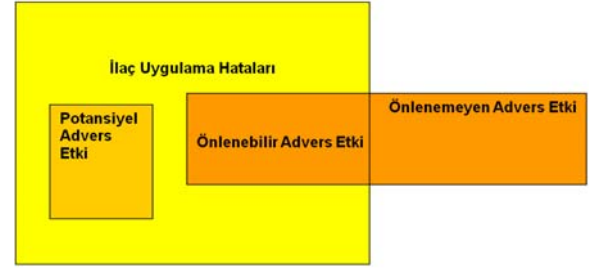 İlaç Uygulama Hataları
Potansiyel
Advers
Etki
Önlenebilir Advers Etki
Önlenemeyen Advers Etki